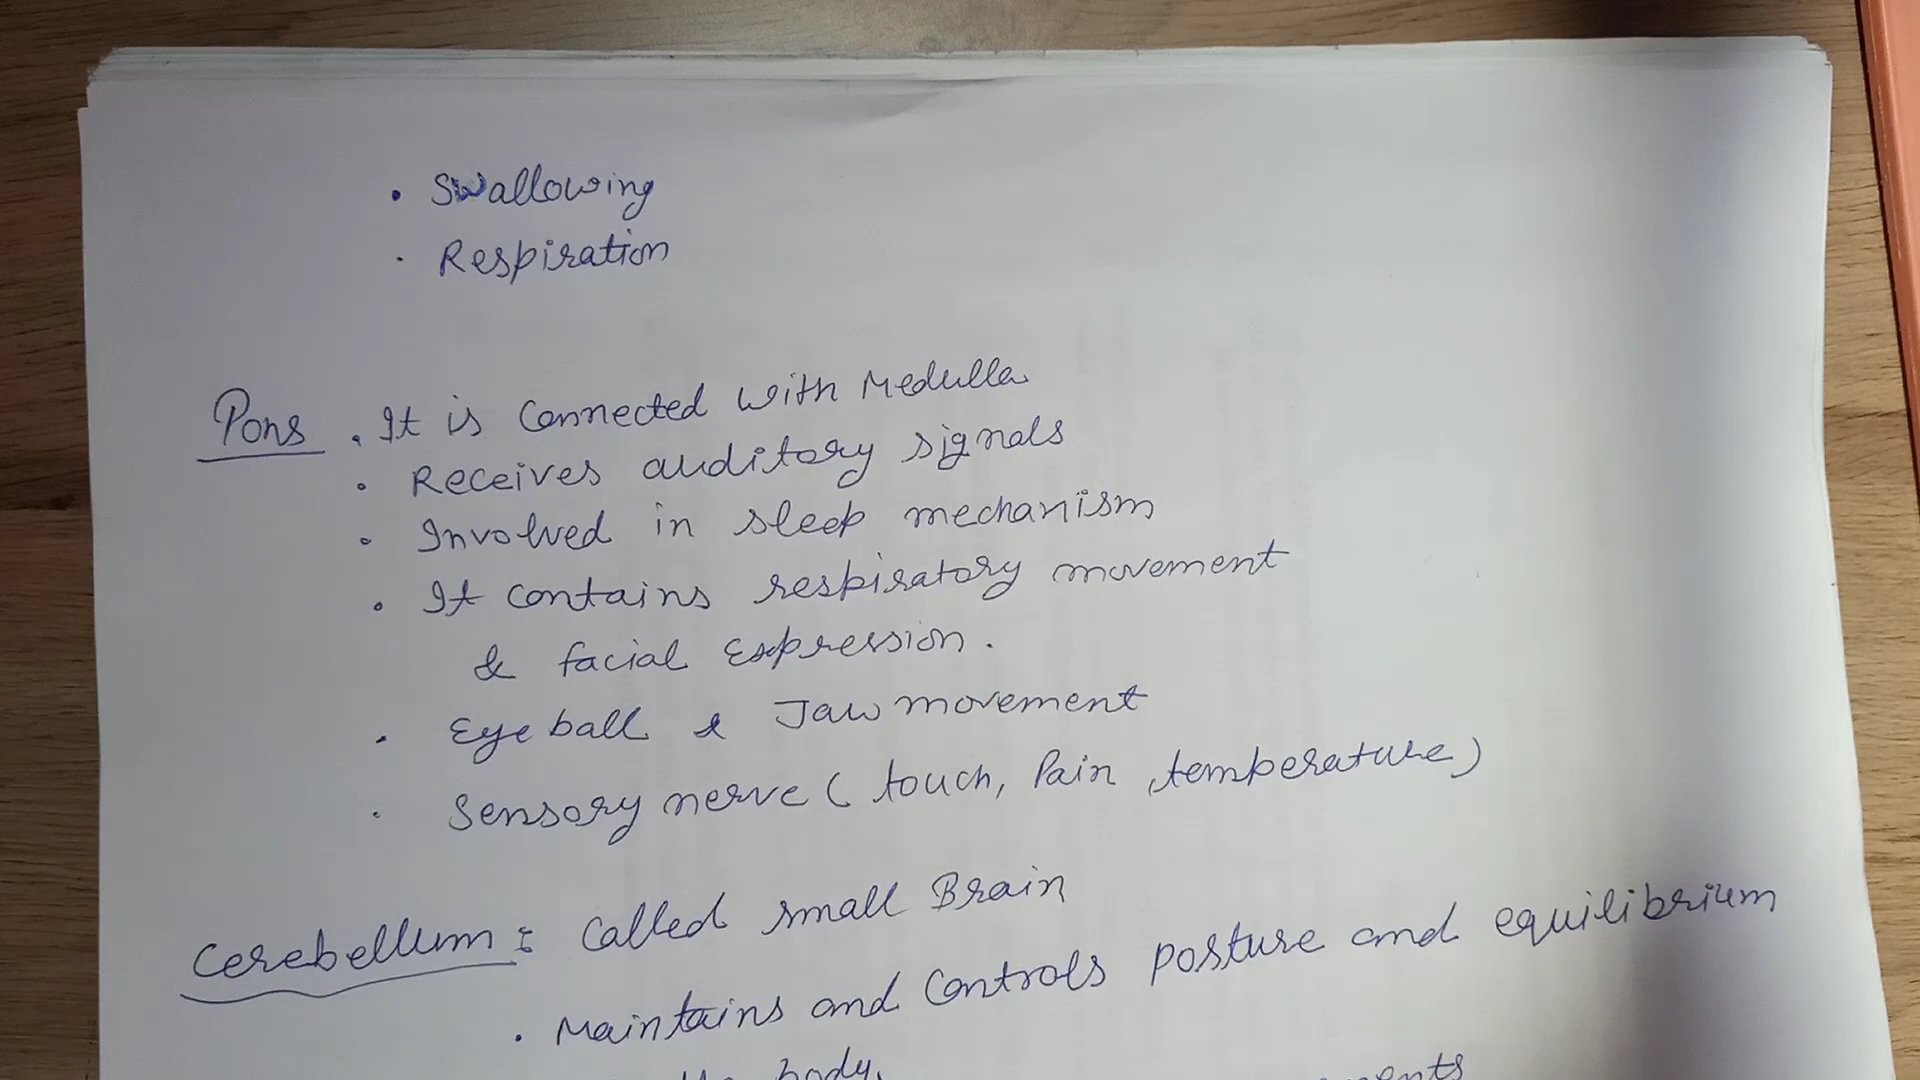 . Swallowing
. Respiration
Pons . It is connected with Medulla
. Receives auditory signals
. Involved in sleep mechanism
. It contains respiratory movement
& facial Expression.
. Eye ball & Jaw movement
. Sensory nerve ( touch, Pain, temperature)
Cerebellum : Called small Brain
. Maintains and Controls posture and equilibrium
body.